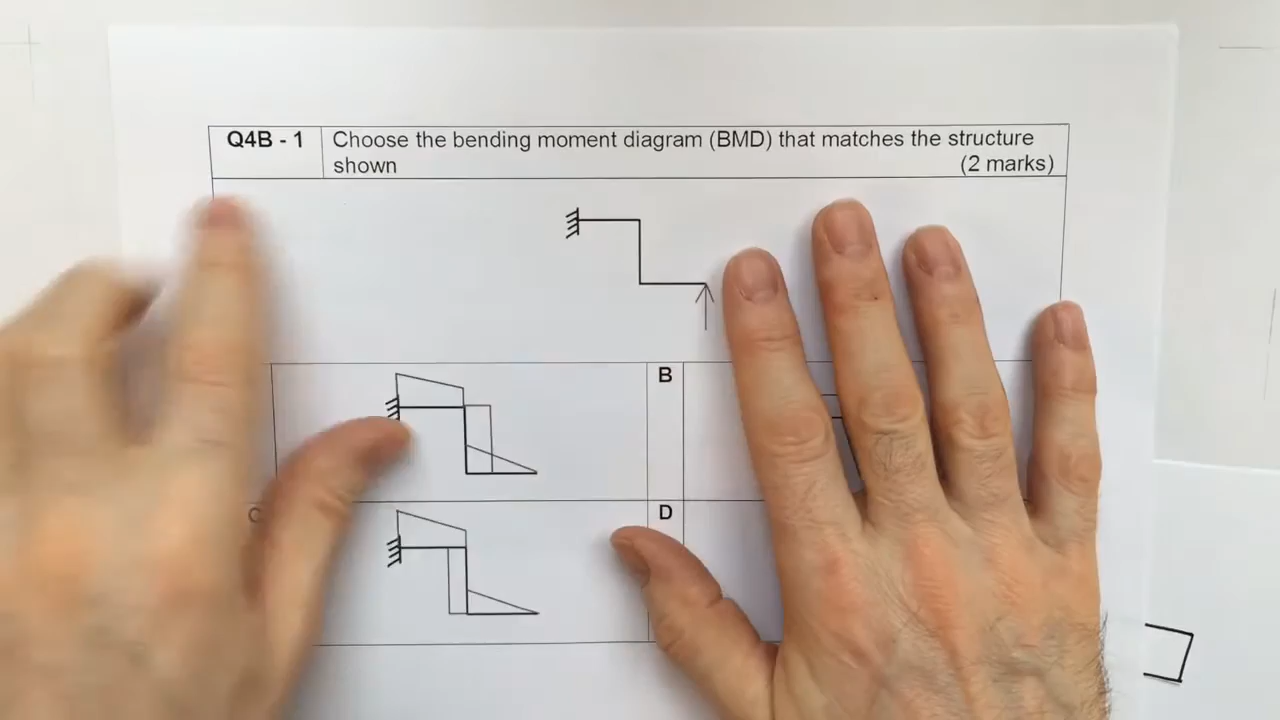 Q4B - 1
Choose the bending moment diagram (BMD) that matches the structure
shown
(2 marks)
B
C
D